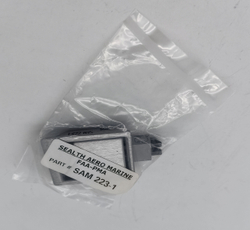 SEALTH AERO MARINE
FAA-PMA
PART # SAM 223-1